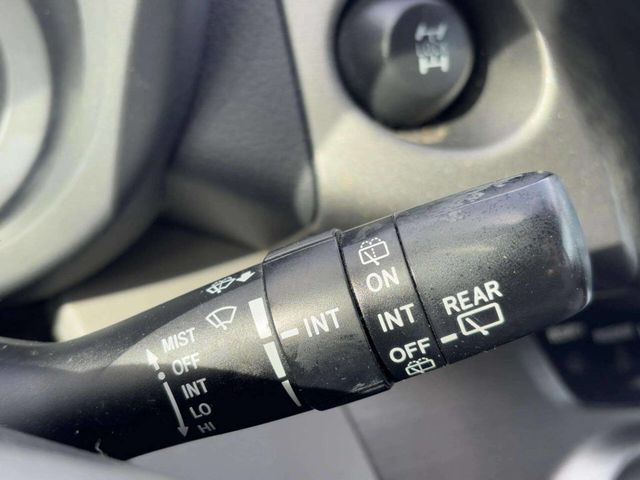 MIST
OFF
INT
LO
HI
INT
ON
INT
OFF
REAR